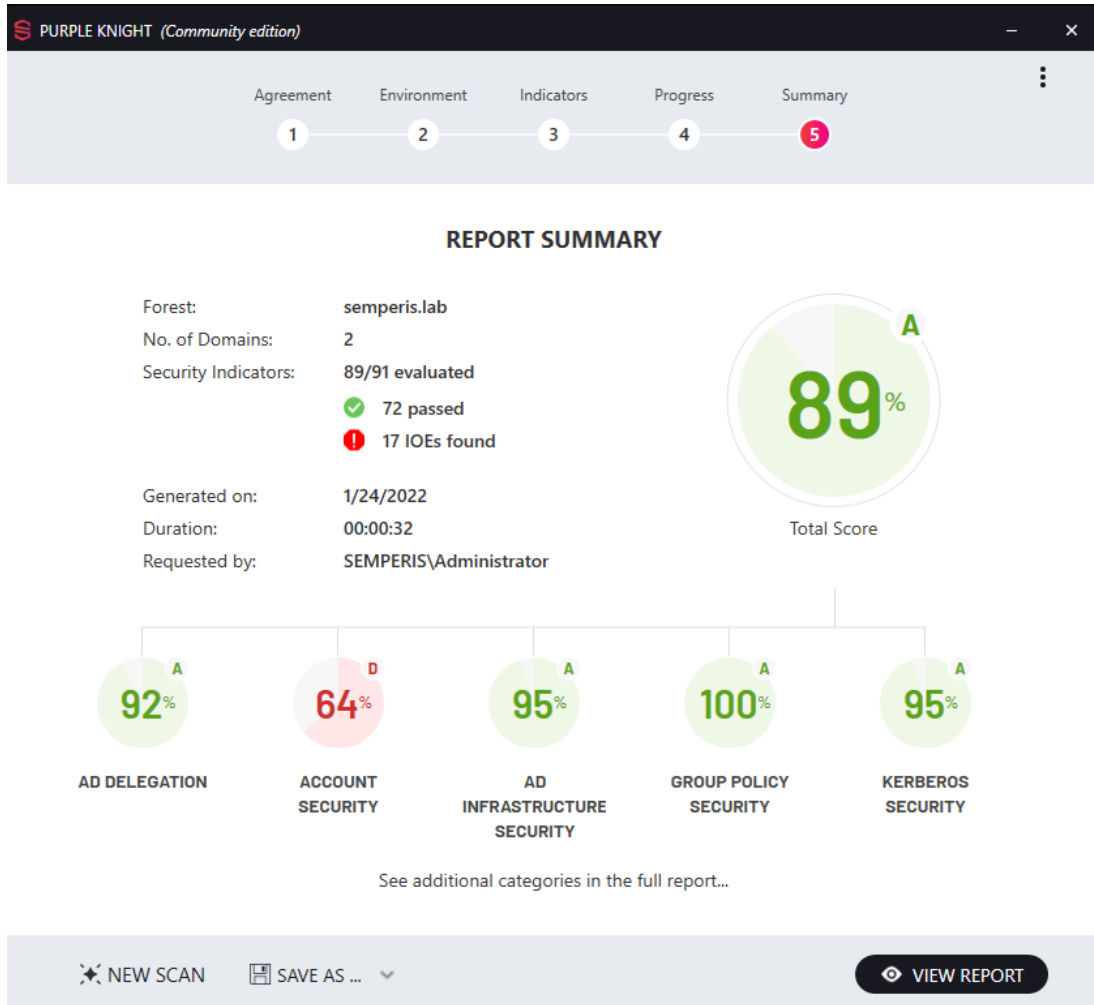 PURPLE KNIGHT (Community edition)
Agreement Environment Indicators Progress Summary
1 2 3 4 5
REPORT SUMMARY
Forest: semperis.lab
No. of Domains: 2
Security Indicators: 89/91 evaluated
72 passed
17 IOEs found
Generated on: 1/24/2022
Duration: 00:00:32
Requested by: SEMPERIS\Administrator
A
89%
Total Score
A
92%
AD DELEGATION
D
64%
ACCOUNT
SECURITY
A
95%
AD
INFRASTRUCTURE
SECURITY
A
100%
GROUP POLICY
SECURITY
A
95%
KERBEROS
SECURITY
See additional categories in the full report...
NEW SCAN
SAVE AS ...
VIEW REPORT